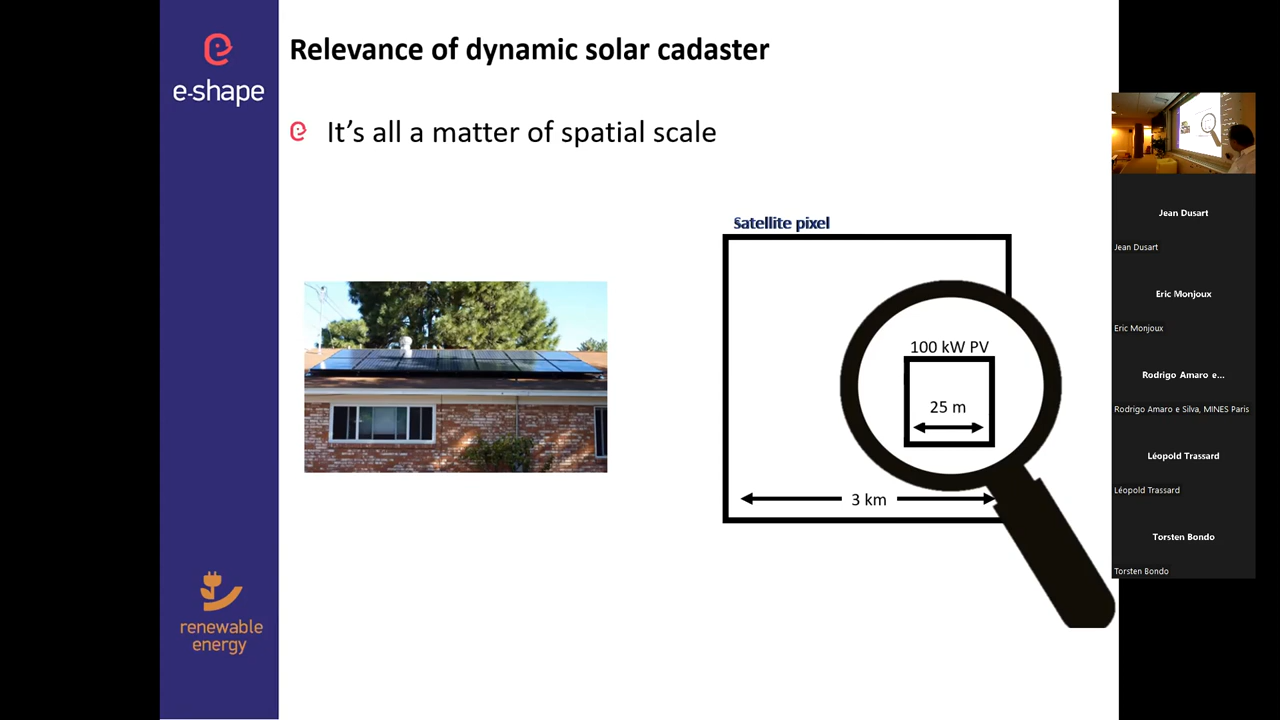 e-shape
Relevance of dynamic solar cadaster
It's all a matter of spatial scale
Satellite pixel
100 kW PV
25 m
3 km
renewable
energy
Jean Dusart
Jean Dusart
Eric Monjoux
Eric Monjoux
Rodrigo Amaro e...
Rodrigo Amaro e Silva, MINES Paris
Léopold Trassard
Léopold Trassard
Torsten Bondo
Torsten Bondo